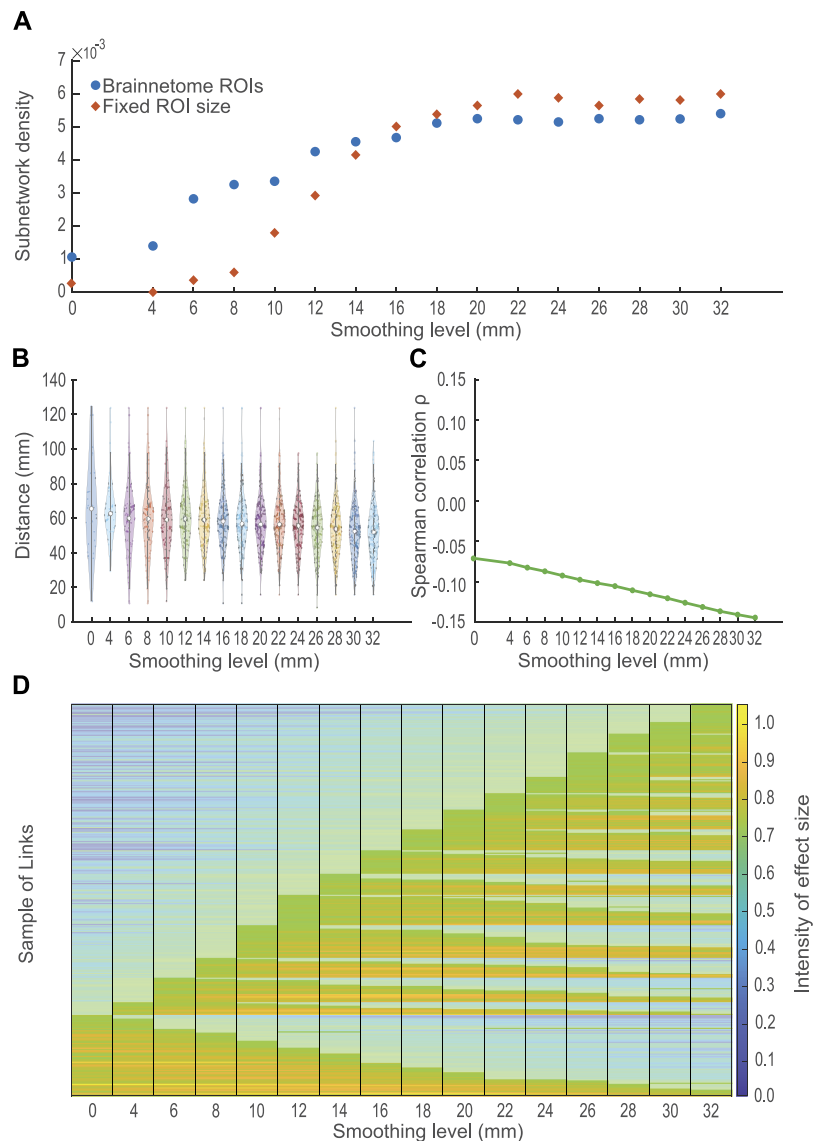 A
×10⁻³
7
6
5
4
3
2
1
0
Subnetwork density
Brainnetome ROIs
Fixed ROI size
0 4 6 8 10 12 14 16 18 20 22 24 26 28 30 32
Smoothing level (mm)
B
140
120
100
80
60
40
20
0
Distance (mm)
0 4 6 8 10 12 14 16 18 20 22 24 26 28 30 32
Smoothing level (mm)
C
0.15
0.10
0.05
0.00
-0.05
-0.10
-0.15
Spearman correlation ρ
0 4 6 8 10 12 14 16 18 20 22 24 26 28 30 32
Smoothing level (mm)
D
Sample of Links
0 4 6 8 10 12 14 16 18 20 22 24 26 28 30 32
Smoothing level (mm)
1.0
0.9
0.8
0.7
0.6
0.5
0.4
0.3
0.2
0.1
0.0
Intensity of effect size